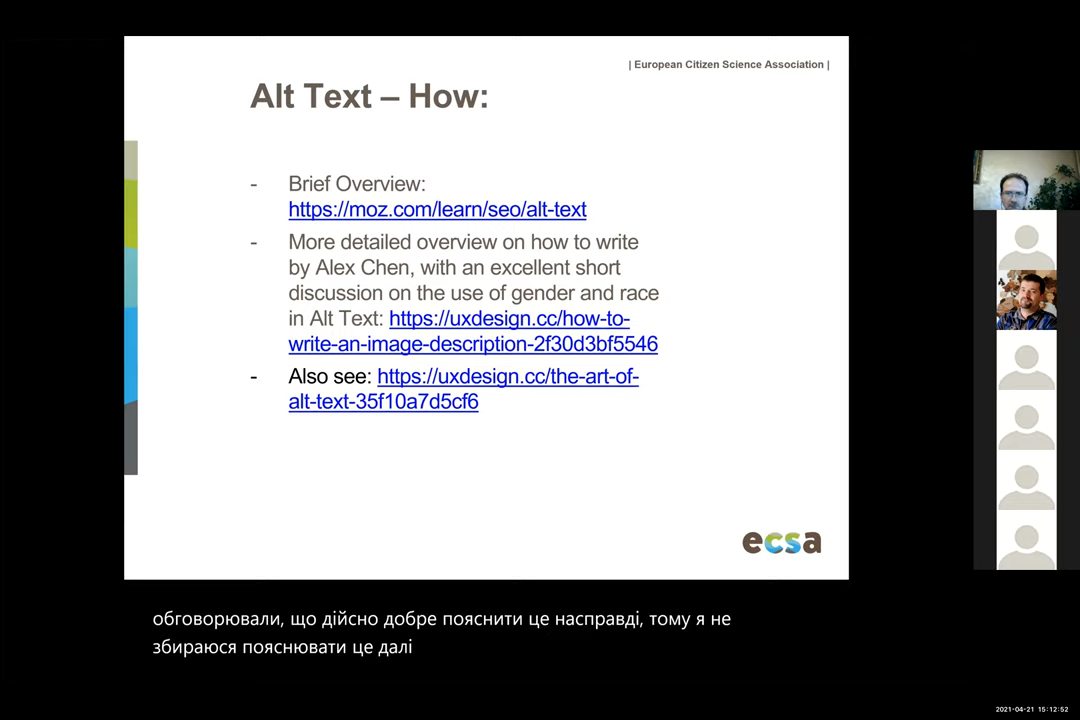 | European Citizen Science Association |
Alt Text – How:
- Brief Overview:
https://moz.com/learn/seo/alt-text
- More detailed overview on how to write
by Alex Chen, with an excellent short
discussion on the use of gender and race
in Alt Text: https://uxdesign.cc/how-to-
write-an-image-description-2f30d3bf5546
- Also see: https://uxdesign.cc/the-art-of-
alt-text-35f10a7d5cf6
ecsa
обговорювали, що дійсно добре пояснити це насправді, тому я не
збираюся пояснювати це далі
2021-04-21 15:12:52